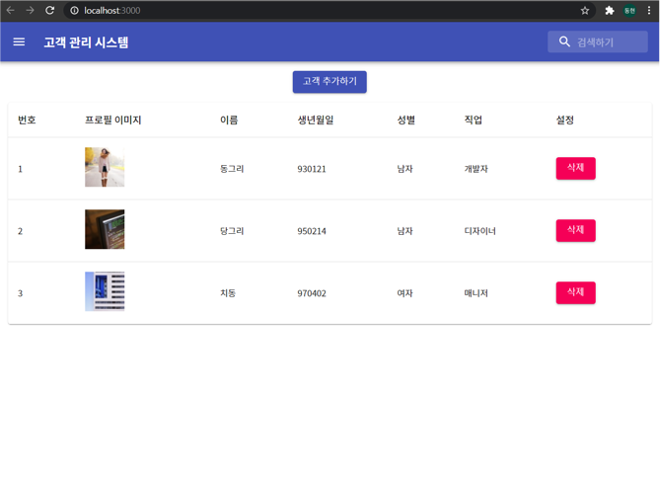 localhost:3000
동현
고객 관리 시스템
검색하기
고객 추가하기
번호 프로필 이미지 이름 생년월일 성별 직업 설정
1 동그리 930121 남자 개발자 삭제
2 당그리 950214 남자 디자이너 삭제
3 치동 970402 여자 매니저 삭제